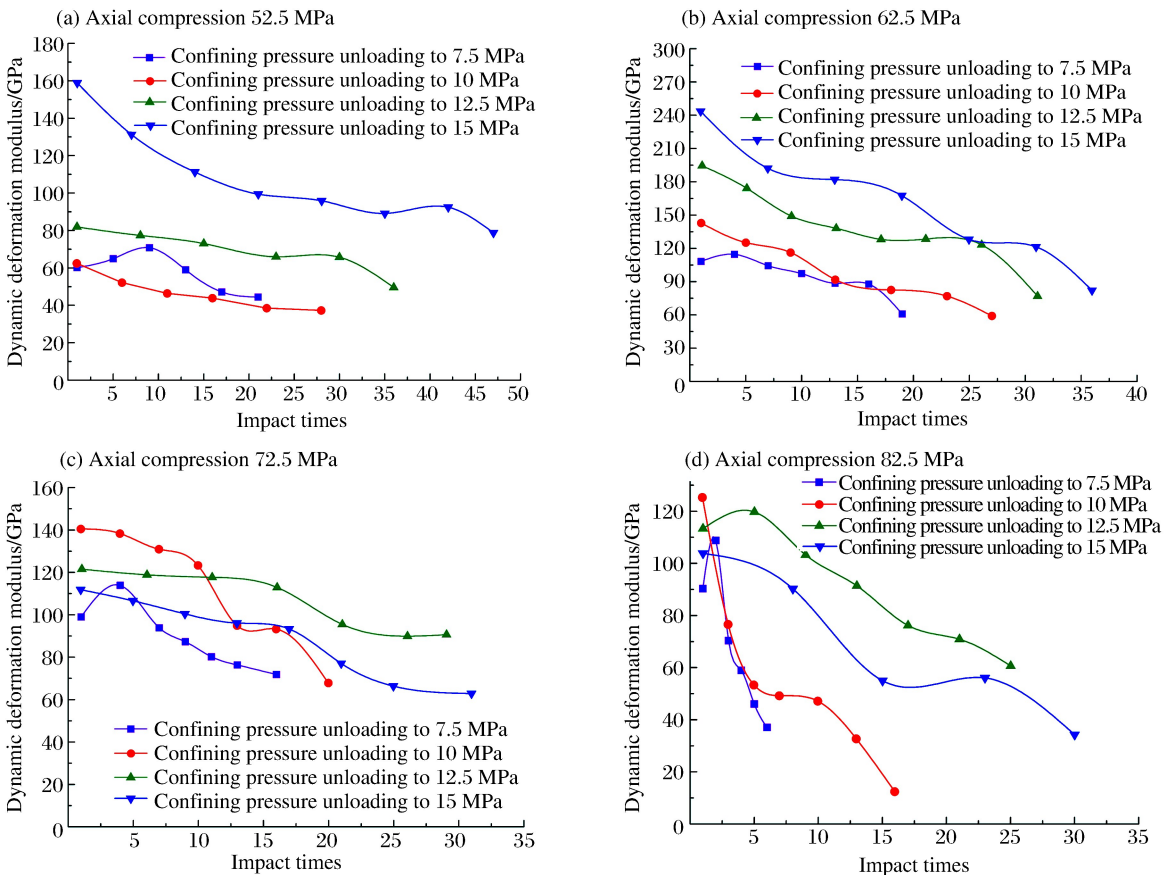 (a) Axial compression 52.5 MPa
180
160
140
120
100
80
60
40
20
0
Dynamic deformation modulus/GPa
Confining pressure unloading to 7.5 MPa
Confining pressure unloading to 10 MPa
Confining pressure unloading to 12.5 MPa
Confining pressure unloading to 15 MPa
5 10 15 20 25 30 35 40 45 50
Impact times
(b) Axial compression 62.5 MPa
300
270
240
210
180
150
120
90
60
30
0
Dynamic deformation modulus/GPa
Confining pressure unloading to 7.5 MPa
Confining pressure unloading to 10 MPa
Confining pressure unloading to 12.5 MPa
Confining pressure unloading to 15 MPa
5 10 15 20 25 30 35 40
Impact times
(c) Axial compression 72.5 MPa
160
140
120
100
80
60
40
20
0
Dynamic deformation modulus/GPa
Confining pressure unloading to 7.5 MPa
Confining pressure unloading to 10 MPa
Confining pressure unloading to 12.5 MPa
Confining pressure unloading to 15 MPa
5 10 15 20 25 30 35
Impact times
(d) Axial compression 82.5 MPa
120
100
80
60
40
20
0
Dynamic deformation modulus/GPa
Confining pressure unloading to 7.5 MPa
Confining pressure unloading to 10 MPa
Confining pressure unloading to 12.5 MPa
Confining pressure unloading to 15 MPa
5 10 15 20 25 30 35
Impact times